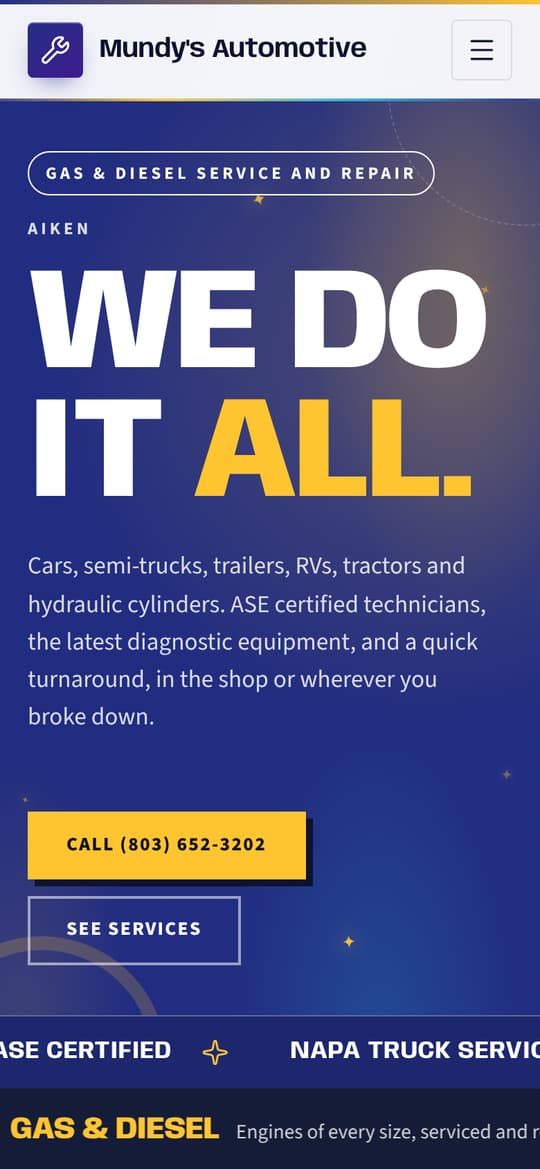 Mundy's Automotive
GAS & DIESEL SERVICE AND REPAIR
AIKEN
WE DO
IT ALL.
Cars, semi-trucks, trailers, RVs, tractors and
hydraulic cylinders. ASE certified technicians,
the latest diagnostic equipment, and a quick
turnaround, in the shop or wherever you
broke down.
CALL (803) 652-3202
SEE SERVICES
ASE CERTIFIED NAPA TRUCK SERVIC
GAS & DIESEL Engines of every size, serviced and r